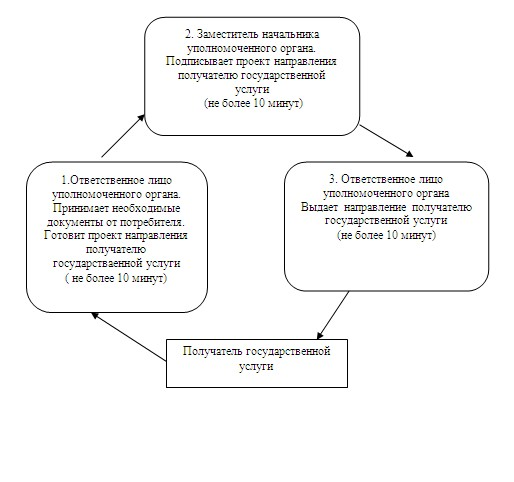 2. Заместитель начальника
уполномоченного органа.
Подписывает проект направления
получателю государственной
услуги
(не более 10 минут)
1.Ответственное лицо
уполномоченного органа.
Принимает необходимые
документы от потребителя.
Готовит проект направления
получателю
государстваенной услуги
( не более 10 минут)
3. Ответственное лицо
уполномоченного органа
Выдает направление получателю
государственной услуги
(не более 10 минут)
Получатель государственной
услуги